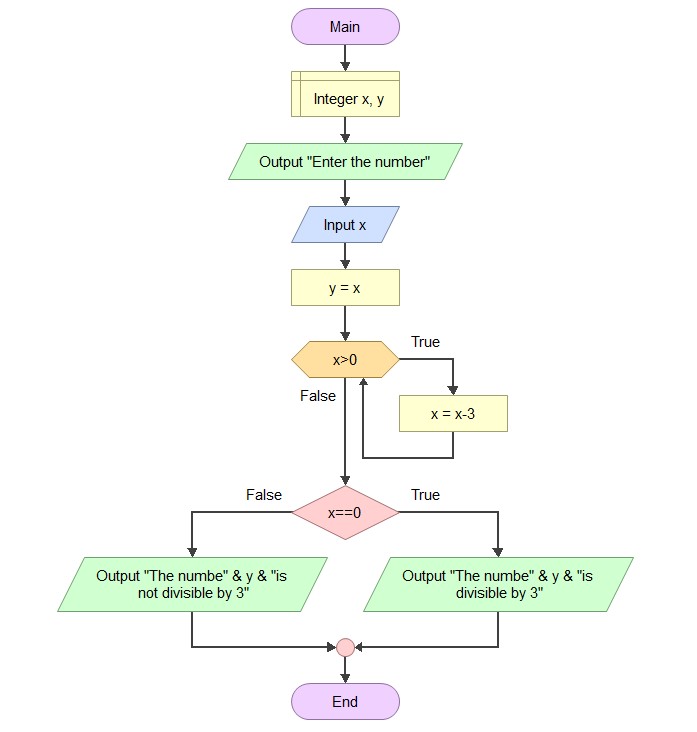 Main
Integer x, y
Output "Enter the number"
Input x
y = x
x>0
True
False
x = x-3
False
True
x==0
Output "The numbe" & y & "is
not divisible by 3"
Output "The numbe" & y & "is
divisible by 3"
End